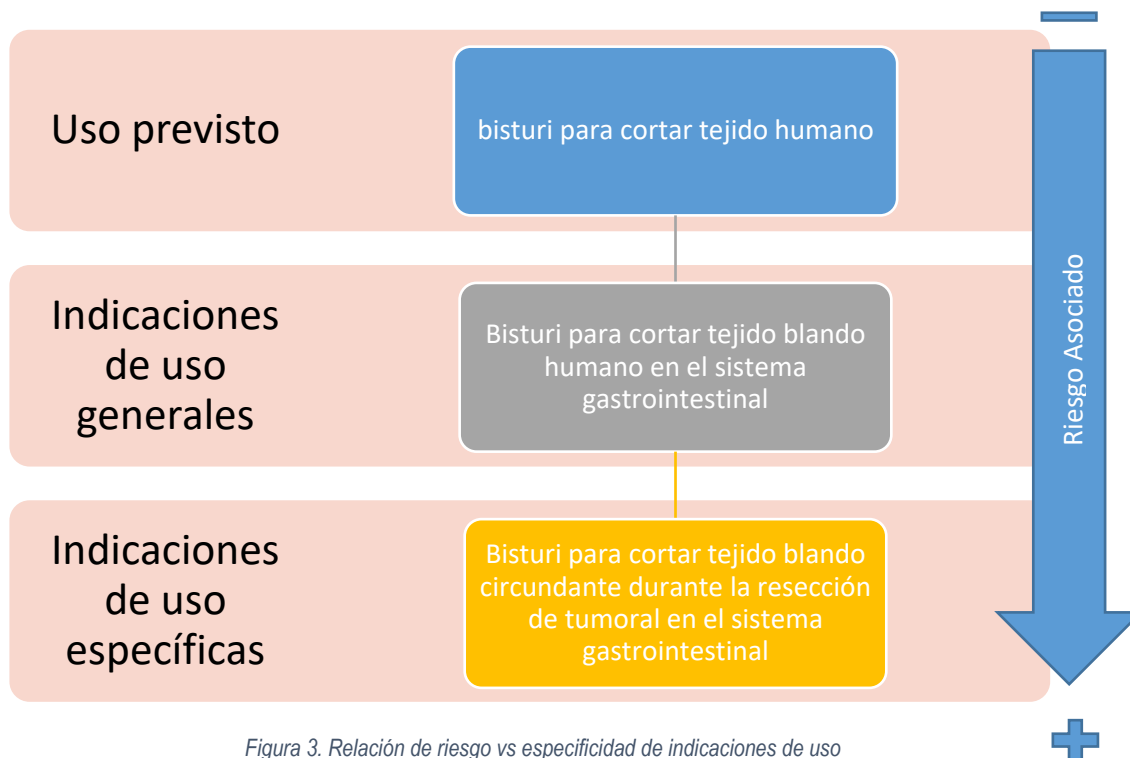 Uso previsto
bisturi para cortar tejido humano
Indicaciones
de uso
generales
Bisturi para cortar tejido blando
humano en el sistema
gastrointestinal
Indicaciones
de uso
específicas
Bisturi para cortar tejido blando
circundante durante la resección
de tumoral en el sistema
gastrointestinal
Riesgo Asociado
Figura 3. Relación de riesgo vs especificidad de indicaciones de uso